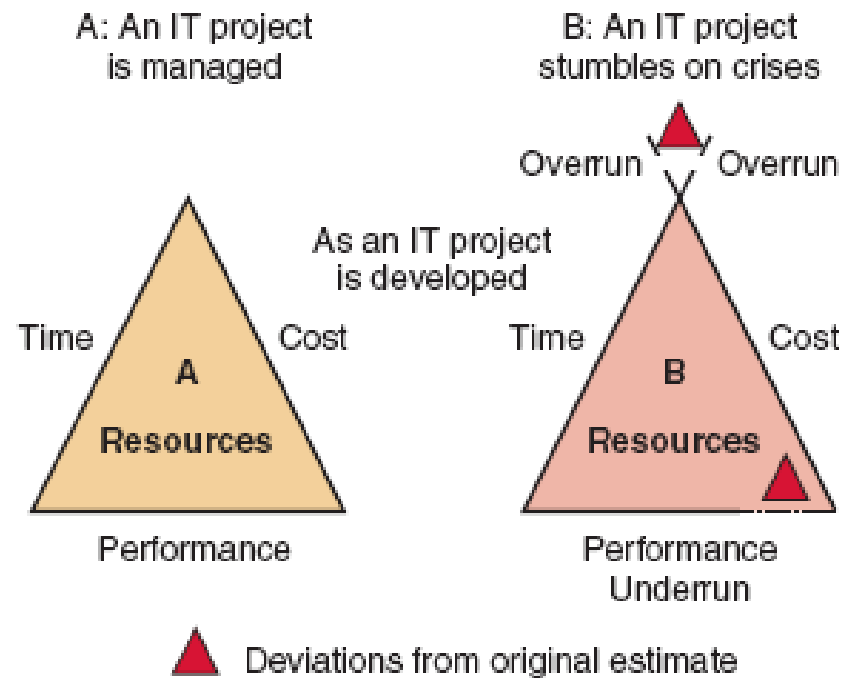 A: An IT project
is managed
B: An IT project
stumbles on crises
Overrun
Overrun
As an IT project
is developed
Time
Cost
A
Resources
Performance
Time
Cost
B
Resources
Performance
Underrun
Deviations from original estimate